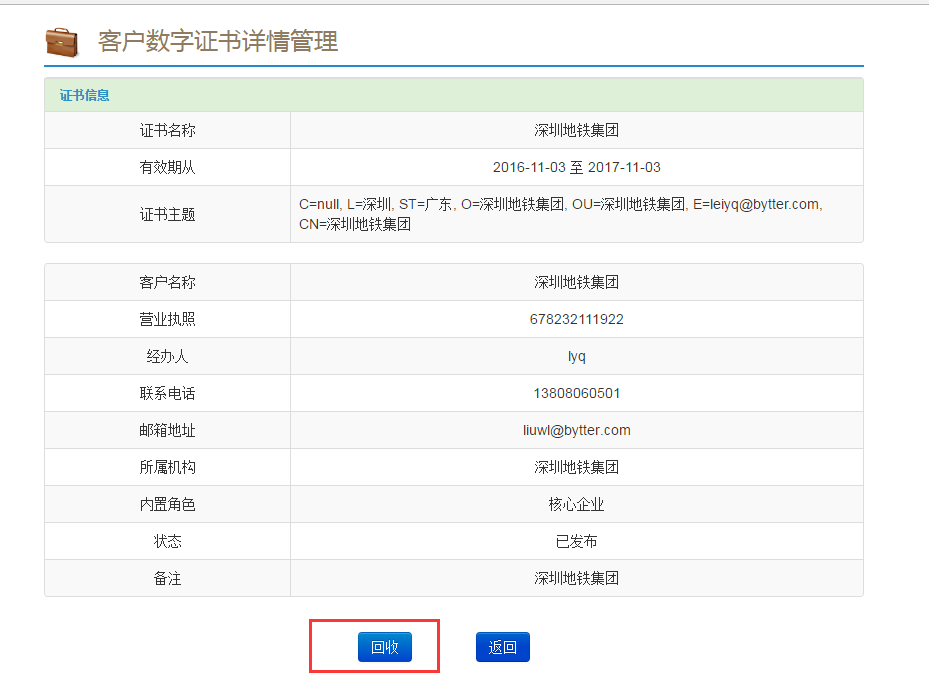 客户数字证书详情管理
证书信息
证书名称 深圳地铁集团
有效期从 2016-11-03 至 2017-11-03
证书主题 C=null, L=深圳, ST=广东, O=深圳地铁集团, OU=深圳地铁集团, E=leiyq@bytter.com,
CN=深圳地铁集团
客户名称 深圳地铁集团
营业执照 678232111922
经办人 lyq
联系电话 13808060501
邮箱地址 liuwl@bytter.com
所属机构 深圳地铁集团
内置角色 核心企业
状态 已发布
备注 深圳地铁集团
回收 返回